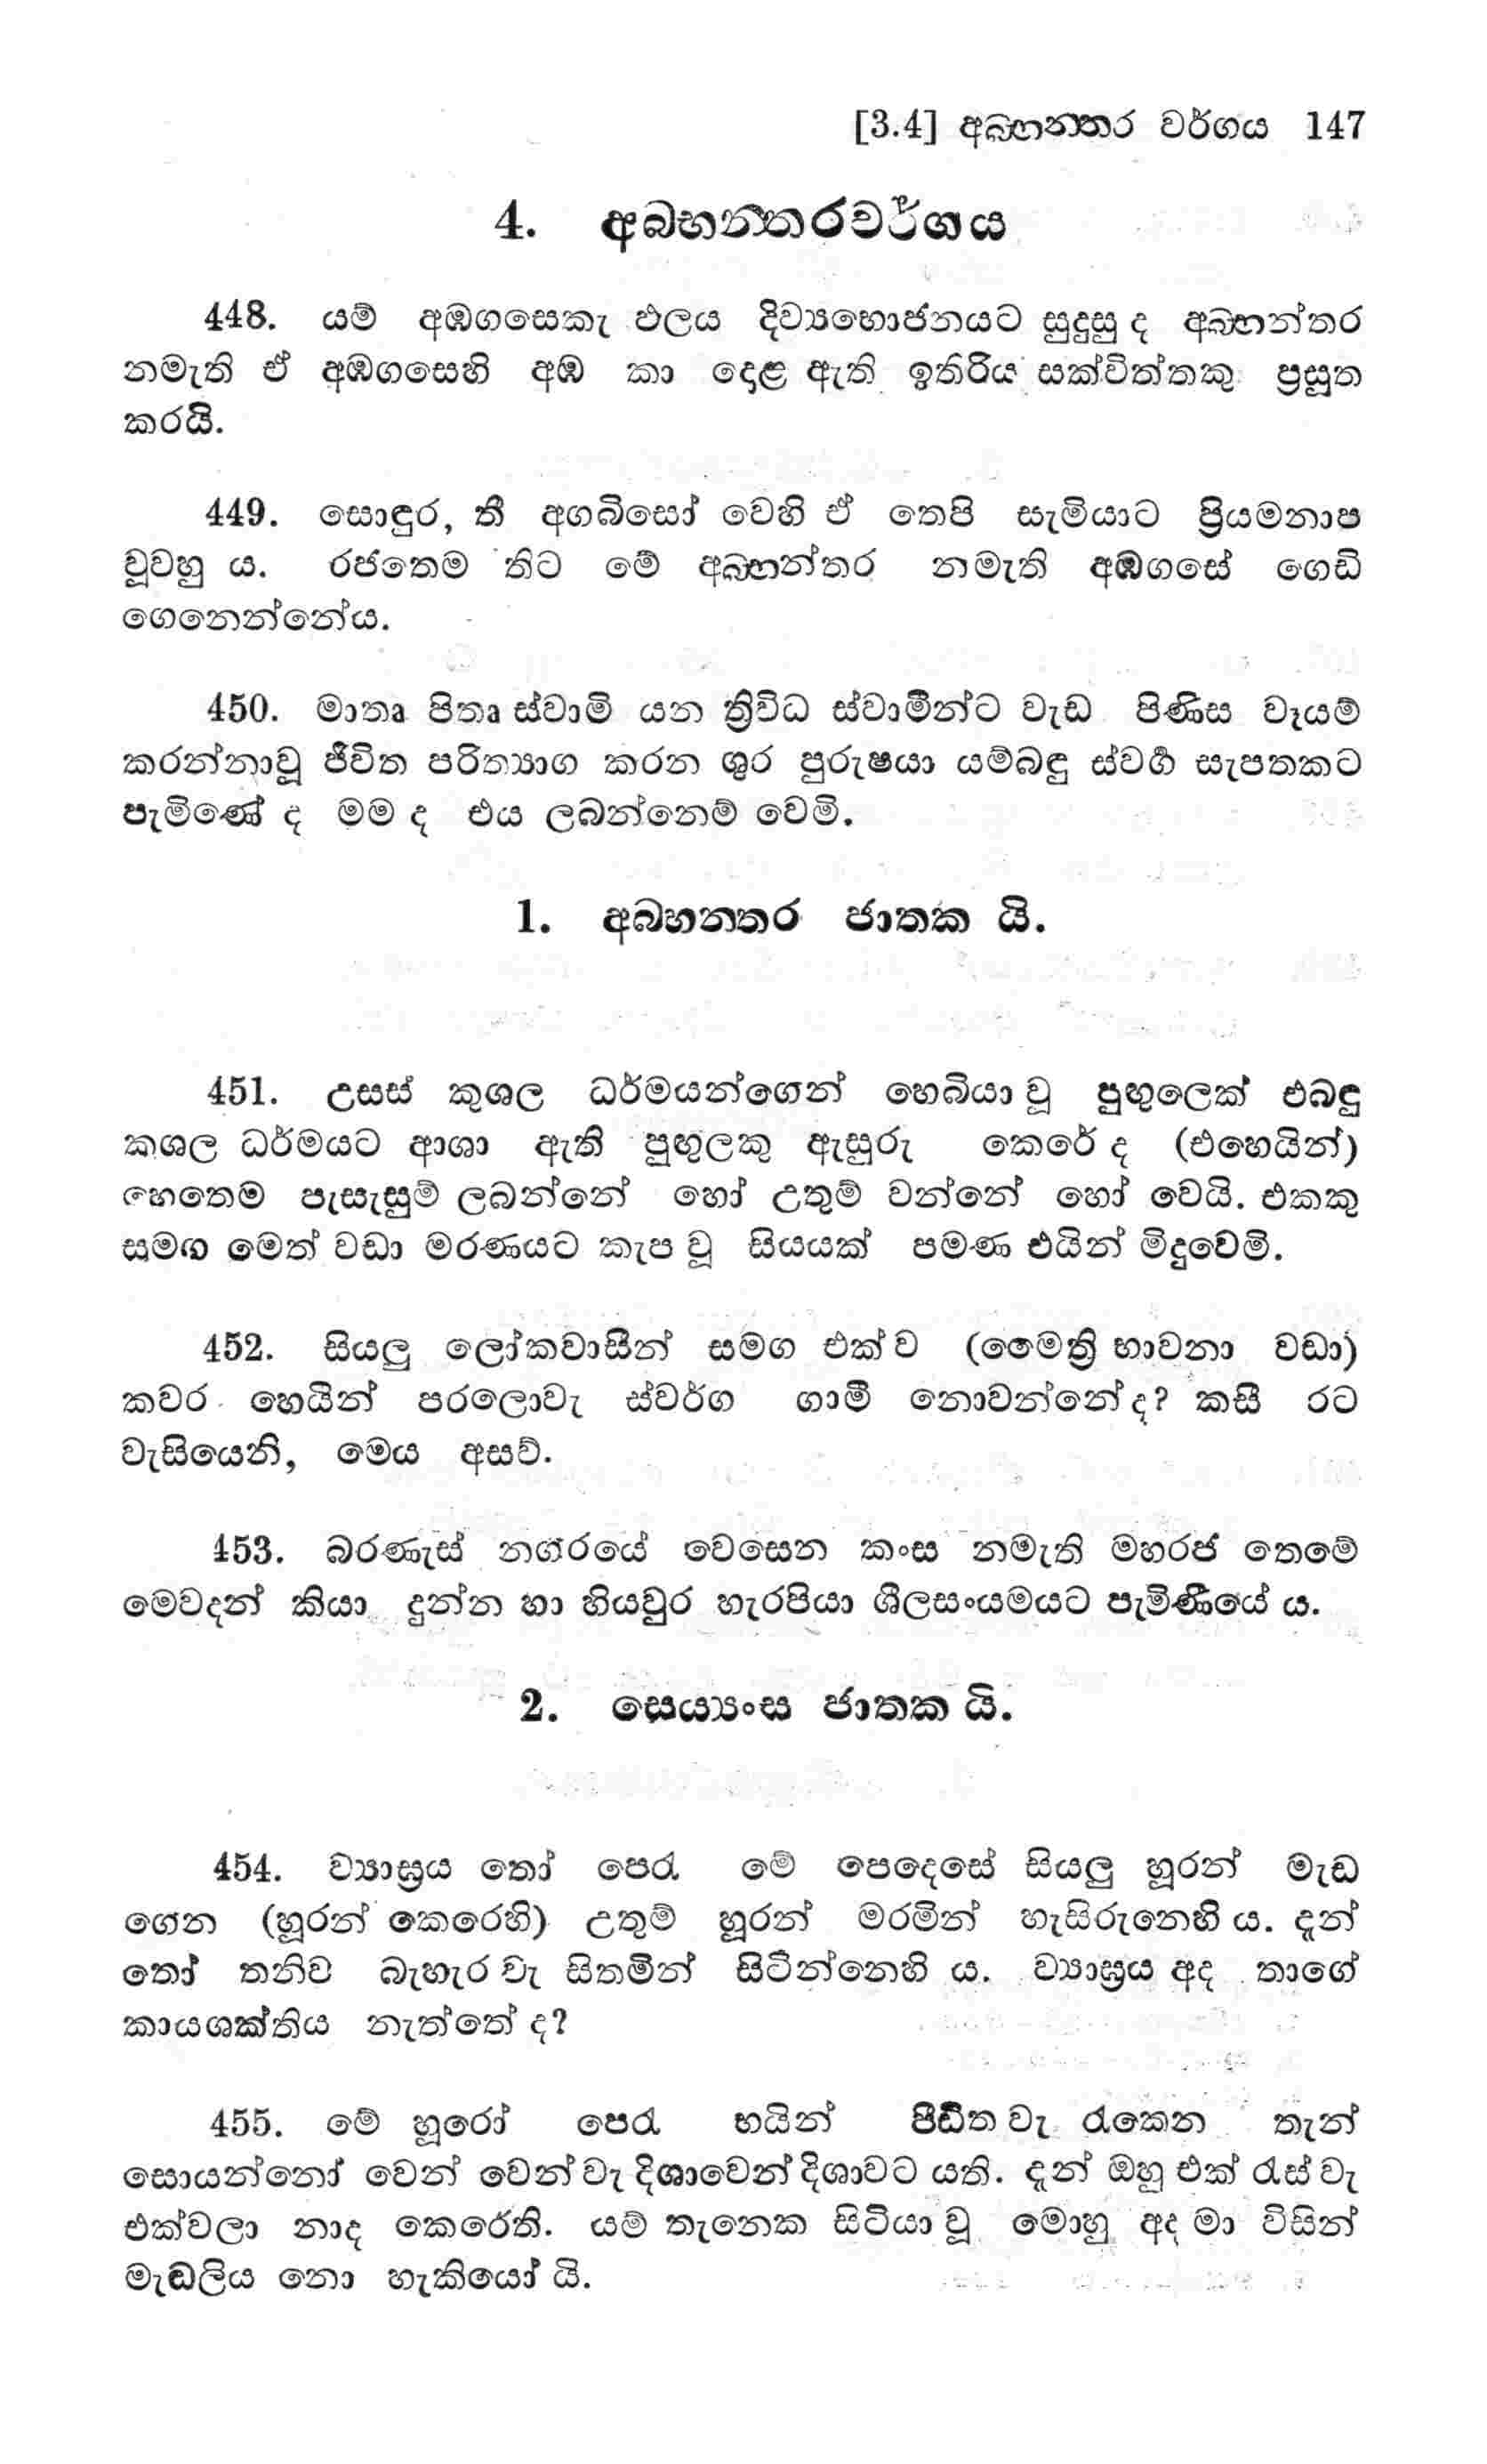 [3.4] අබ්භන්තර වර්ගය 147
4. අබ්භන්තරවර්ගය
448. යම් අඹගසෙකැ ඵලය දිව්‍යභොජනයට සුදුසු ද අබ්භන්තර
නමැති ඒ අඹගසෙහි අඹ කා දොළ ඇති ඉතිරිය සක්විත්තකු ප්‍රසූත
කරයි.
449. සොඳුර, තී අගබිසෝ වෙහි ඒ තෙපි සැමියාට ප්‍රියමනාප
වූවහු ය. රජතෙම තිට මේ අබ්භන්තර නමැති අඹගසේ ගෙඩි
ගෙනෙන්නේය.
450. මාතෘ පිතෘ ස්වාමි යන ත්‍රිවිධ ස්වාමීන්ට වැඩ පිණිස වෑයම්
කරන්නාවූ ජීවිත පරිත්‍යාග කරන ශුර පුරුෂයා යම්බඳු ස්වර්‍ග සැපතකට
පැමිණේ ද මම ද එය ලබන්නෙම් වෙමි.
1. අබ්භන්තර ජාතක යි.
451. උසස් කුශල ධර්මයන්ගෙන් හෙබියා වූ පුඟුලෙක් එබඳු
කුශල ධර්මයට ආශා ඇති පුඟුලකු ඇසුරු කෙරේ ද (එහෙයින්)
හෙතෙම පැසැසුම් ලබන්නේ හෝ උතුම් වන්නේ හෝ වෙයි. එකකු
සමඟ මෙත් වඩා මරණයට කැප වූ සියයක් පමණ එයින් මිදුවෙමි.
452. සියලු ලෝකවාසීන් සමග එක් ව (මෛත්‍රී භාවනා වඩා)
කවර හෙයින් පරලොවැ ස්වර්ග ගාමී නොවන්නේ ද? කසී රට
වැසියෙනි, මෙය අසව්.
453. බරණැස් නගරයේ වෙසෙන කංස නමැති මහරජ තෙමේ
මෙවදන් කියා දුන්න හා හියවුර හැරපියා ශීලසංයමයට පැමිණියේ ය.
2. සෙය්‍යංස ජාතක යි.
454. ව්‍යාඝ්‍රය තෝ පෙරැ මේ පෙදෙසේ සියලු හූරන් මැඩ
ගෙන (හූරන් කෙරෙහි) උතුම් හූරන් මරමින් හැසිරුනෙහි ය. දැන්
තෝ තනිව බැහැර වැ සිතමින් සිටින්නෙහි ය. ව්‍යාඝ්‍රය අද තාගේ
කායශක්තිය නැත්තේ ද?
455. මේ හූරෝ පෙරැ භයින් පීඩිත වැ රැකෙන තැන්
සොයන්නෝ වෙන් වෙන් වැ දිශාවෙන් දිශාවට යති. දැන් ඔහු එක් රැස් වැ
එක්වලා නාද කෙරෙති. යම් තැනෙක සිටියා වූ මොහු අද මා විසින්
මැඬලිය නො හැකියෝ යි.